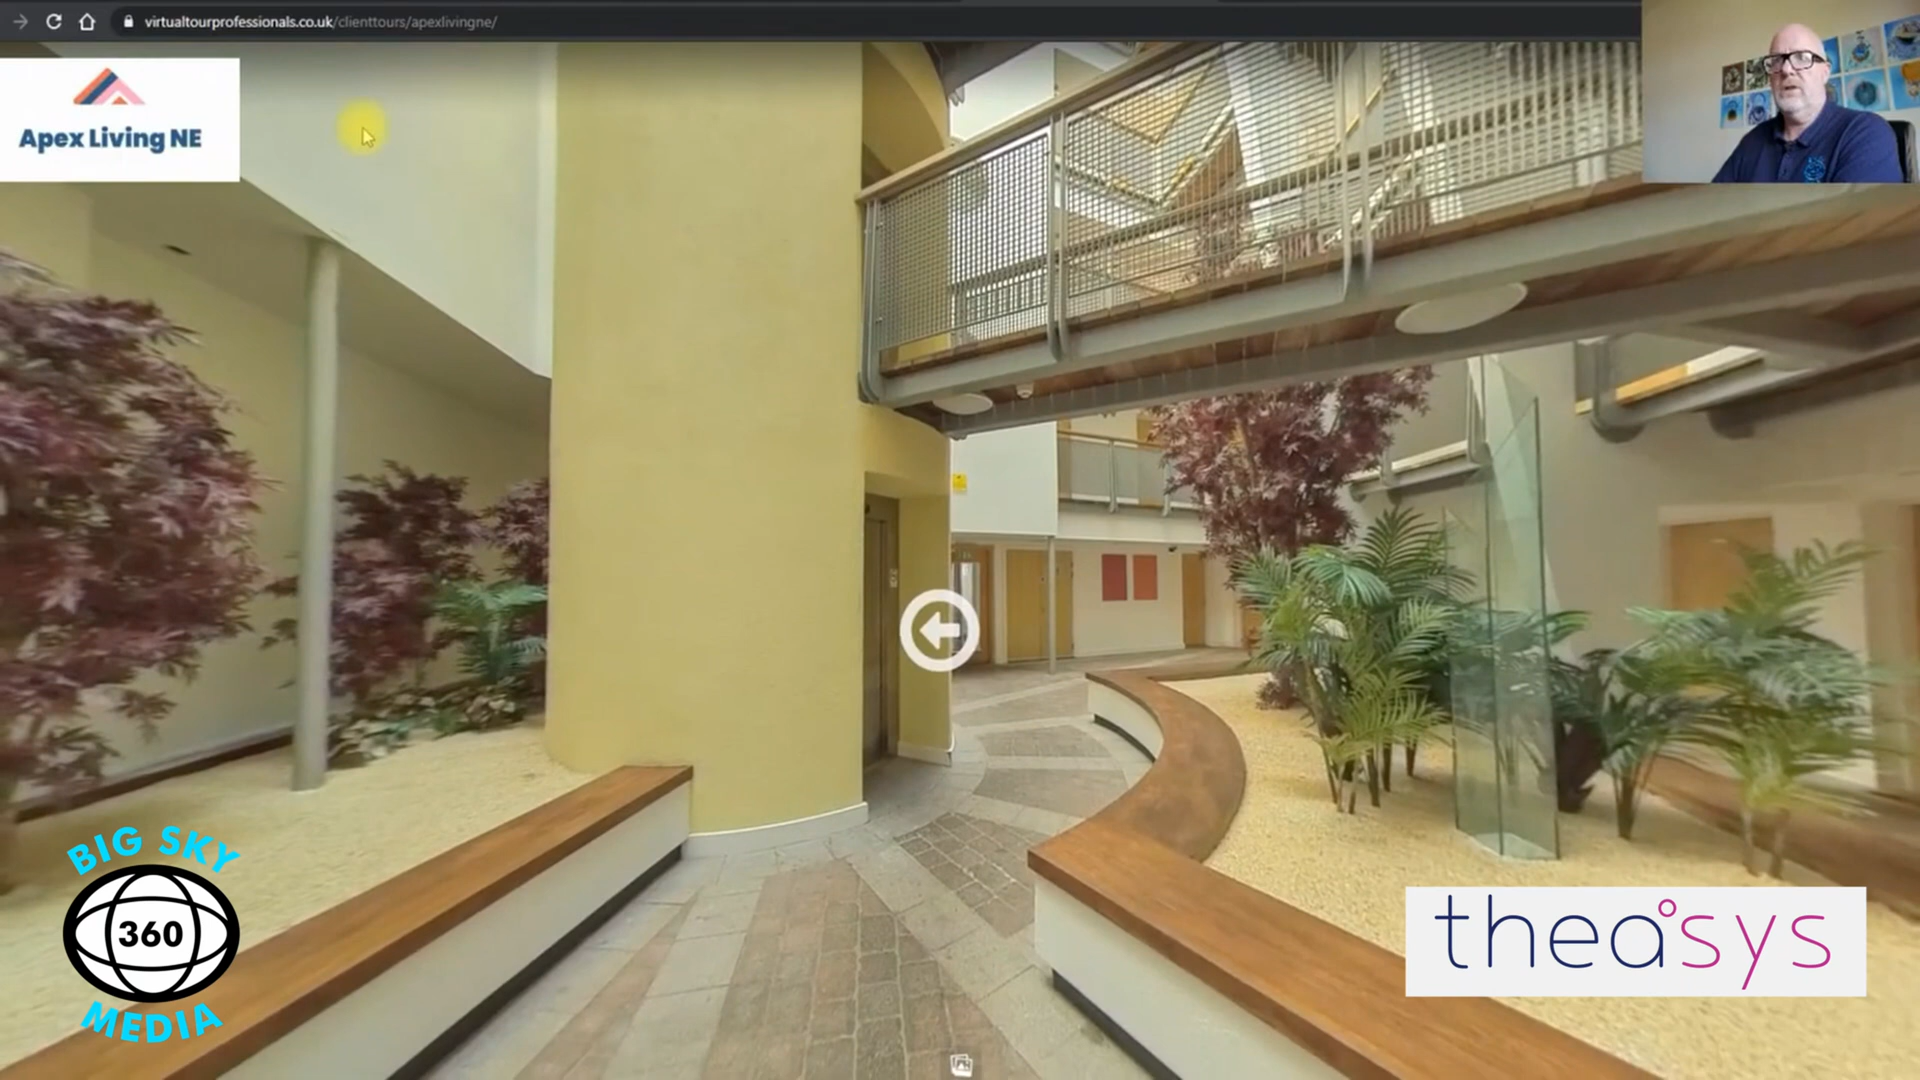 virtualtourprofessionals.co.uk/clienttours/apexlivingne/
Apex Living NE
BIG SKY
360
MEDIA
theasys